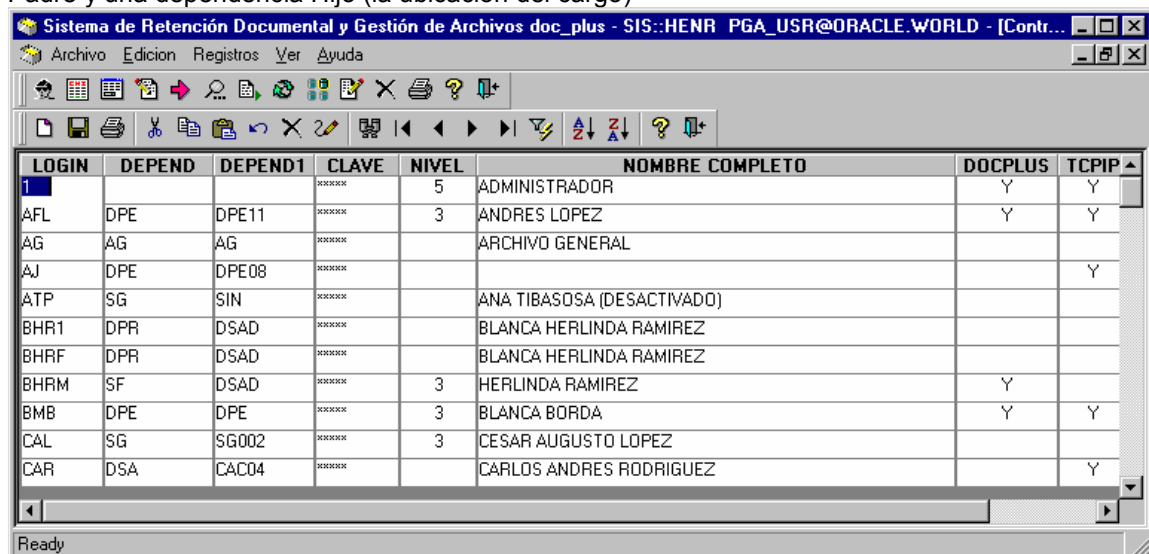 Padre y una dependencia Hijo (la ubicación del cargo)
Sistema de Retención Documental y Gestión de Archivos doc_plus - SIS::HENR PGA_USR@ORACLE.WORLD - [Contr...
Archivo Edicion Registros Ver Ayuda
LOGIN DEPEND DEPEND1 CLAVE NIVEL NOMBRE COMPLETO DOCPLUS TCPIP
1 ***** 5 ADMINISTRADOR Y Y
AFL DPE DPE11 ***** 3 ANDRES LOPEZ Y Y
AG AG AG ***** ARCHIVO GENERAL
AJ DPE DPE08 ***** Y
ATP SG SIN ***** ANA TIBASOSA (DESACTIVADO)
BHR1 DPR DSAD ***** BLANCA HERLINDA RAMIREZ
BHRF DPR DSAD ***** BLANCA HERLINDA RAMIREZ
BHRM SF DSAD ***** 3 HERLINDA RAMIREZ Y
BMB DPE DPE ***** 3 BLANCA BORDA Y Y
CAL SG SG002 ***** 3 CESAR AUGUSTO LOPEZ
CAR DSA CAC04 ***** CARLOS ANDRES RODRIGUEZ Y
Ready